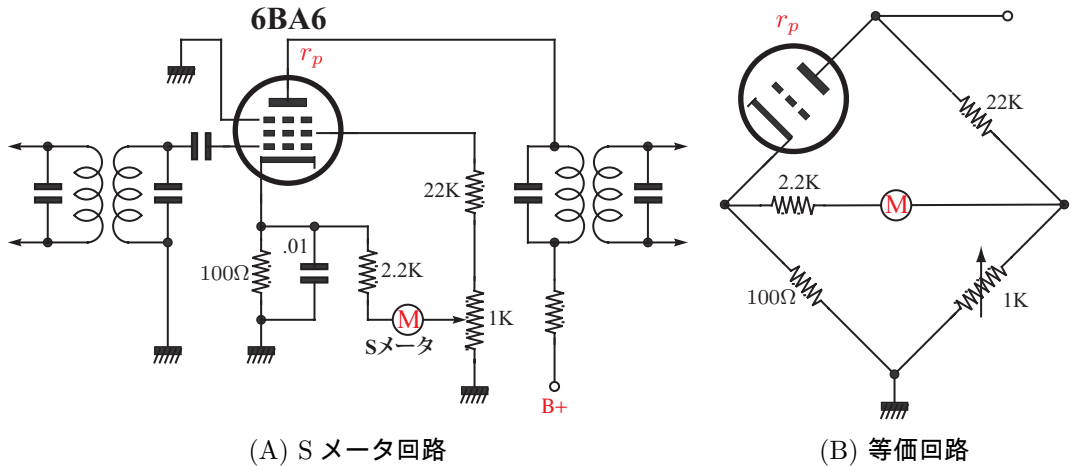 6BA6
r_p
22K
.01
100Ω
2.2K
M
1K
Sメータ
B+
(A) S メータ回路
r_p
22K
2.2K
M
100Ω
1K
(B) 等価回路